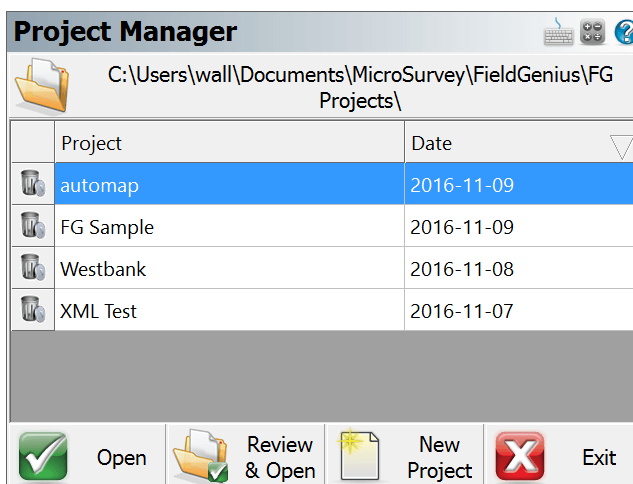 Project Manager
C:\Users\wall\Documents\MicroSurvey\FieldGenius\FG
Projects\
Project Date
automap 2016-11-09
FG Sample 2016-11-09
Westbank 2016-11-08
XML Test 2016-11-07
Open
Review
& Open
New
Project
Exit